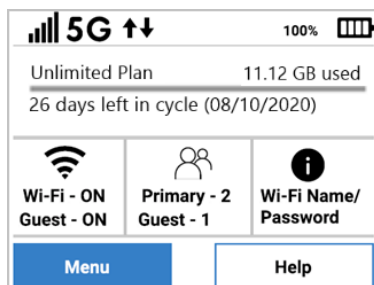 5G 100%
Unlimited Plan 11.12 GB used
26 days left in cycle (08/10/2020)
Wi-Fi - ON
Guest - ON
Primary - 2
Guest - 1
Wi-Fi Name/
Password
Menu Help